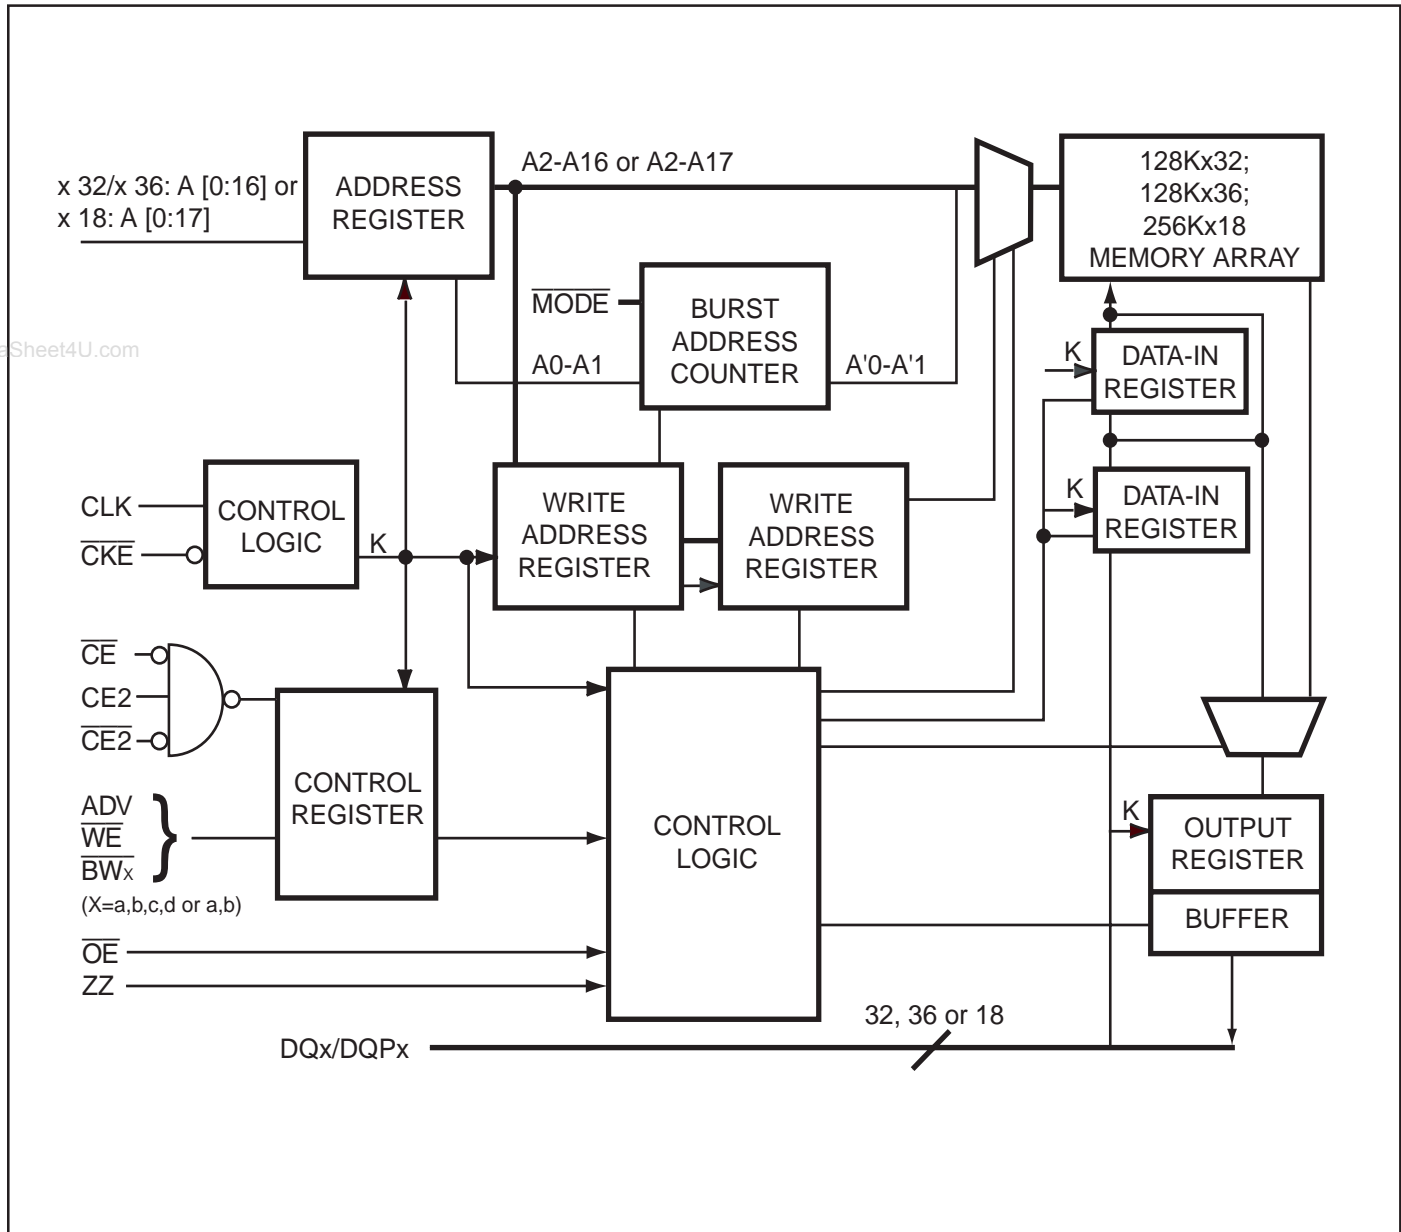 x 32/x 36: A [0:16] or
x 18: A [0:17]
ADDRESS
REGISTER
A2-A16 or A2-A17
128Kx32;
128Kx36;
256Kx18
MEMORY ARRAY
MODE
BURST
ADDRESS
COUNTER
A0-A1
A'0-A'1
K
DATA-IN
REGISTER
aSheet4U.com
K
DATA-IN
REGISTER
CLK
CKE
CONTROL
LOGIC
K
WRITE
ADDRESS
REGISTER
WRITE
ADDRESS
REGISTER
CE
CE2
CE2
CONTROL
REGISTER
ADV
WE
BWx
(X=a,b,c,d or a,b)
CONTROL
LOGIC
K
OUTPUT
REGISTER
BUFFER
OE
ZZ
32, 36 or 18
DQx/DQPx